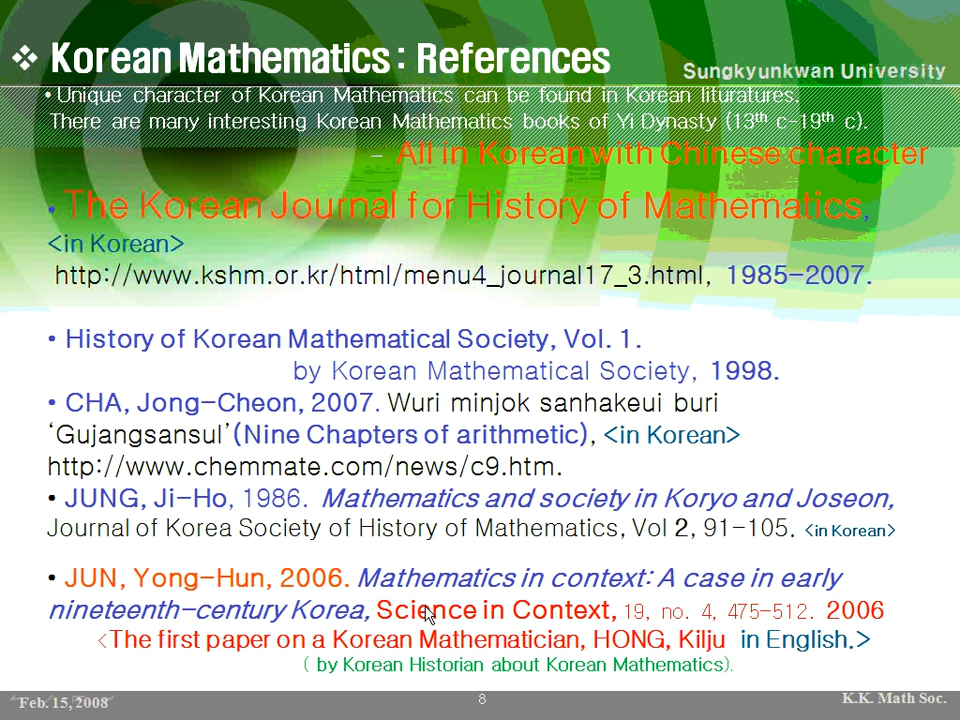 ❖ Korean Mathematics : References
Sungkyunkwan University
• Unique character of Korean Mathematics can be found in Korean lituratures.
There are many interesting Korean Mathematics books of Yi Dynasty (13th c-19th c).
- All in Korean with Chinese character
• The Korean Journal for History of Mathematics,
<in Korean>
http://www.kshm.or.kr/html/menu4_journal17_3.html, 1985-2007.
• History of Korean Mathematical Society, Vol. 1.
by Korean Mathematical Society, 1998.
• CHA, Jong-Cheon, 2007. Wuri minjok sanhakeui buri
‘Gujangsansul’(Nine Chapters of arithmetic), <in Korean>
http://www.chemmate.com/news/c9.htm.
• JUNG, Ji-Ho, 1986. Mathematics and society in Koryo and Joseon,
Journal of Korea Society of History of Mathematics, Vol 2, 91-105. <in Korean>
• JUN, Yong-Hun, 2006. Mathematics in context: A case in early
nineteenth-century Korea, Science in Context, 19, no. 4, 475-512. 2006
<The first paper on a Korean Mathematician, HONG, Kilju in English.>
( by Korean Historian about Korean Mathematics).
Feb. 15, 2008
8
K.K. Math Soc.